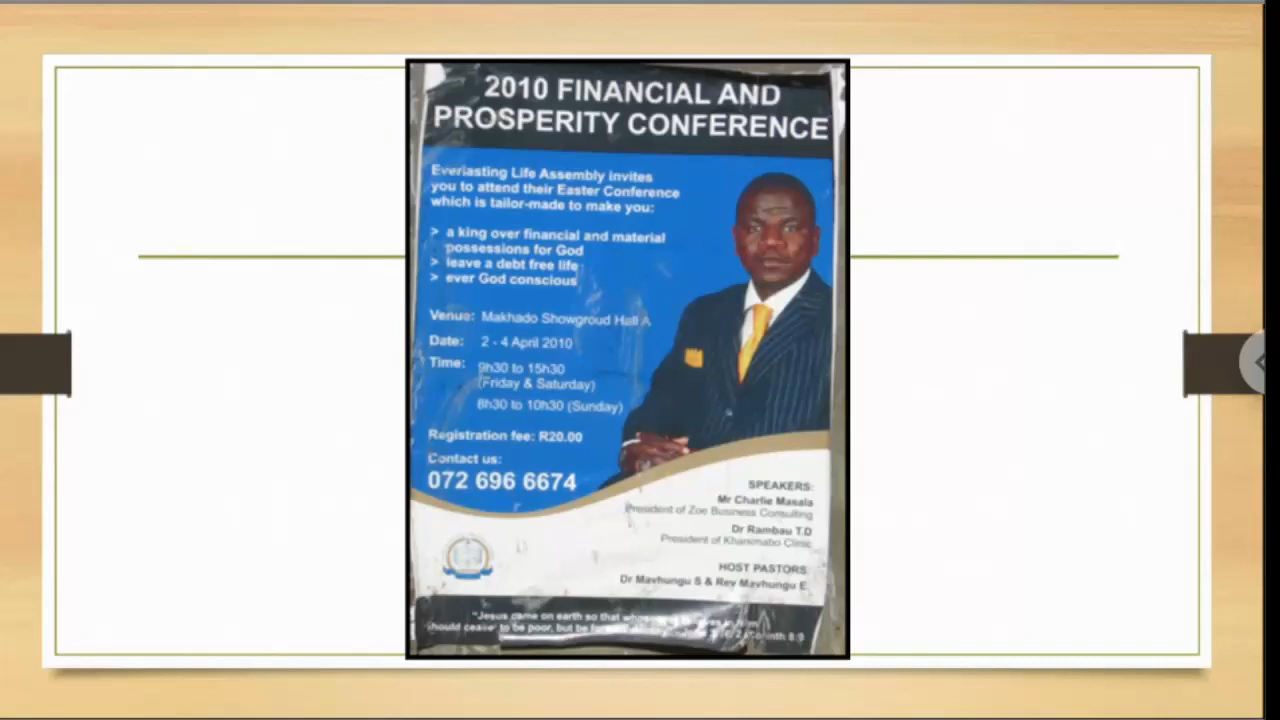 2010 FINANCIAL AND
PROSPERITY CONFERENCE
Everlasting Life Assembly invites
you to attend their Easter Conference
which is tailor-made to make you:
> a king over financial and material
possessions for God
> leave a debt free life
> ever God conscious
Venue: Makhado Showgroud Hall A
Date: 2 - 4 April 2010
Time: 9h30 to 15h30
(Friday & Saturday)
8h30 to 10h30 (Sunday)
Registration fee: R20.00
Contact us:
072 696 6674
SPEAKERS:
Mr Charlie Masala
President of Zoe Business Consulting
Dr Rambau T.D
President of Khanimabo Clinic
HOST PASTORS:
Dr Mavhungu S & Rev Mavhungu E.
"Jesus came on earth so that in him
should cease to be poor, but be 8:9